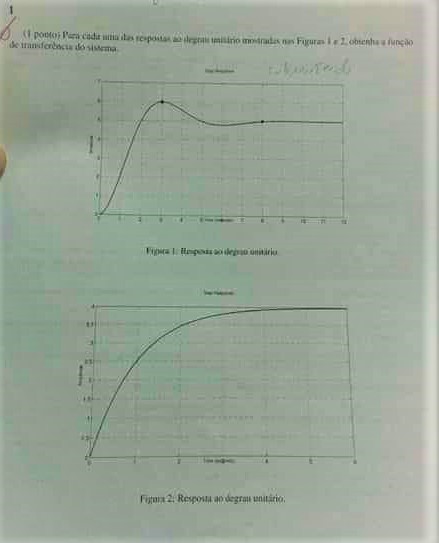 1
(1 ponto) Para cada uma das respostas ao degrau unitário mostradas nas Figuras 1 e 2, obtenha a função
de transferência do sistema.
Step Response
7
6
5
4
3
2
1
0
Amplitude
0 1 2 3 4 5 Time (seconds) 7 8 9 10 11 12
Figura 1: Resposta ao degrau unitário.
Step Response
4
3.5
3
2.5
2
1.5
1
0.5
0
Amplitude
0 1 2 Time (seconds) 4 5 6
Figura 2: Resposta ao degrau unitário.